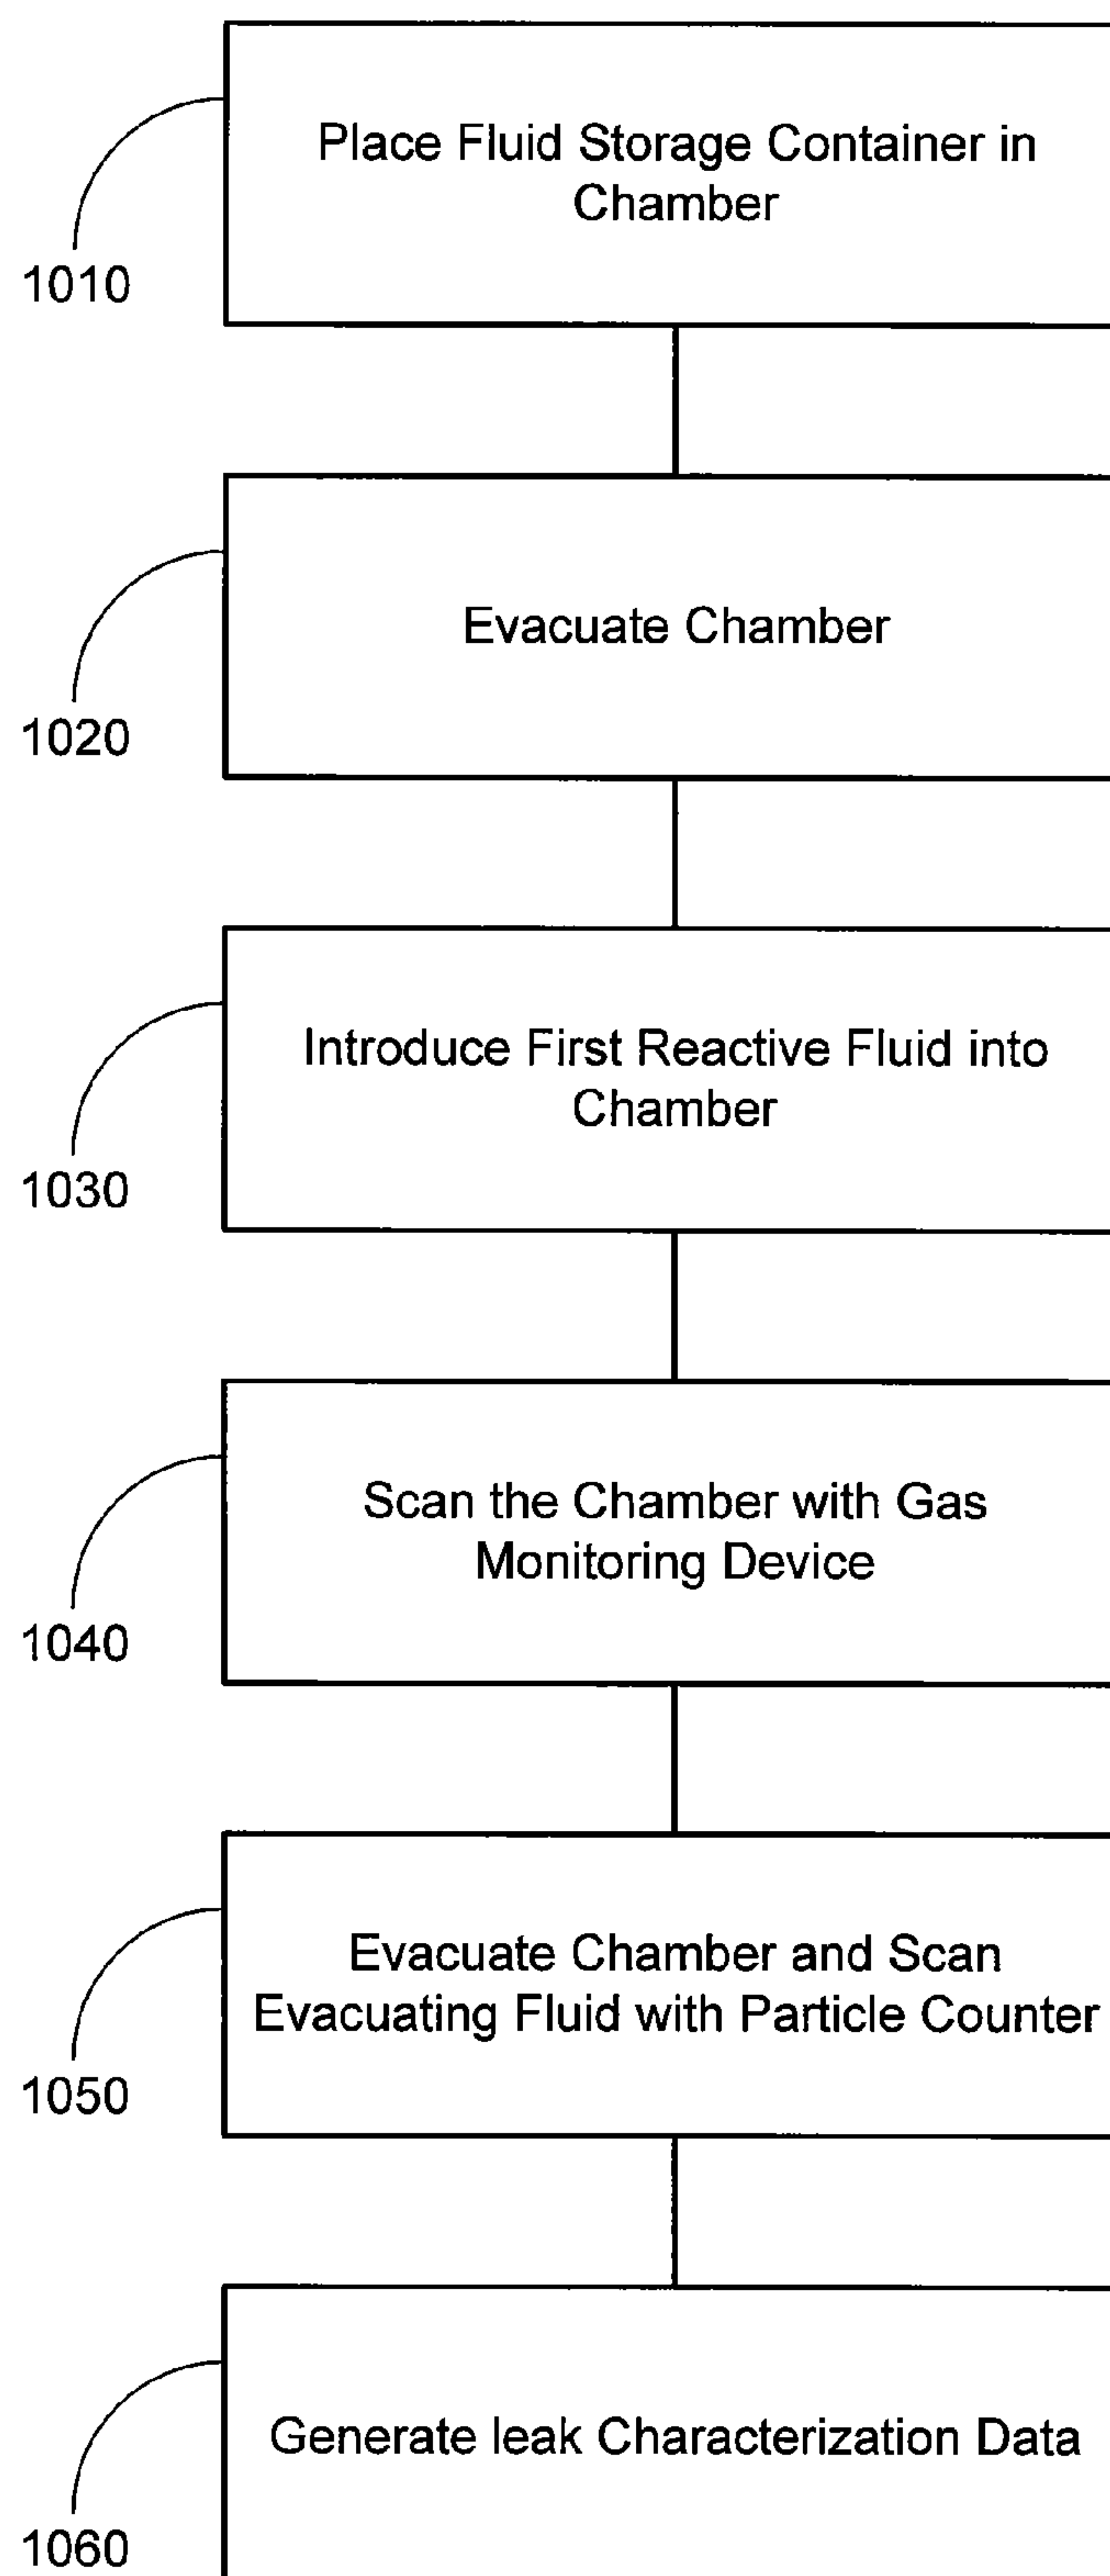 Place Fluid Storage Container in
Chamber
1010
Evacuate Chamber
1020
Introduce First Reactive Fluid into
Chamber
1030
Scan the Chamber with Gas
Monitoring Device
1040
Evacuate Chamber and Scan
Evacuating Fluid with Particle Counter
1050
Generate leak Characterization Data
1060